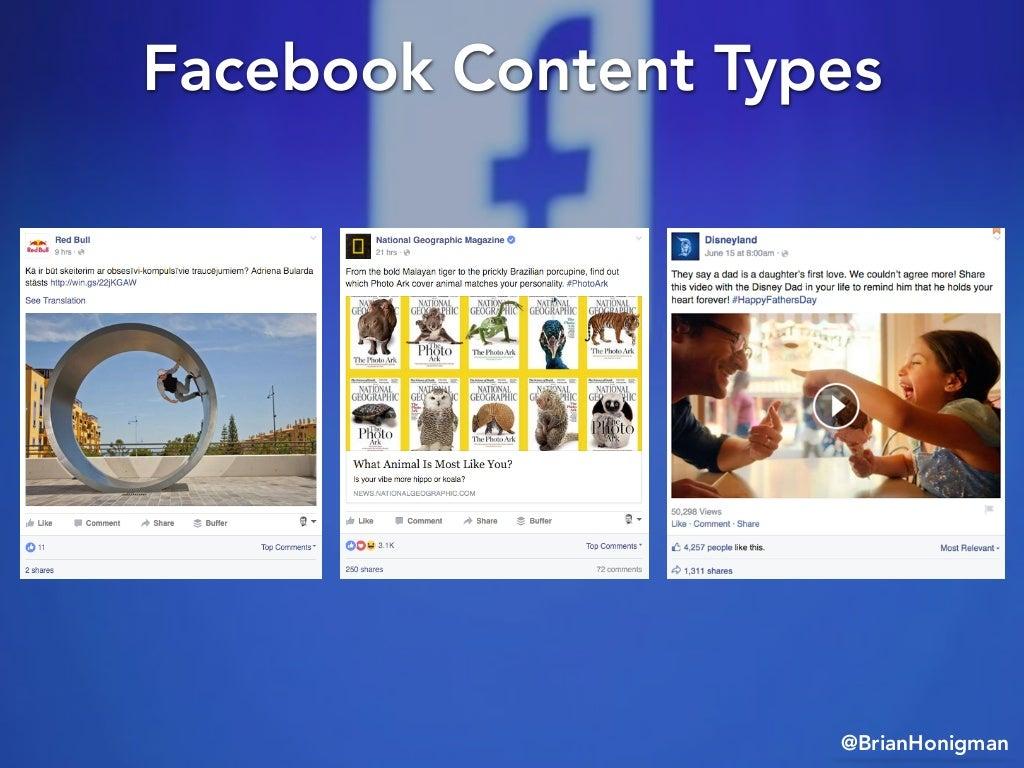 Facebook Content Types
Red Bull
9 hrs ·
Kā ir būt skeiterim ar obsesīvi-kompulsīvie traucējumiem? Adriena Bularda
stāsts http://win.gs/22jKGAW
See Translation
Like Comment Share Buffer
11 Top Comments
2 shares
National Geographic Magazine
21 hrs ·
From the bold Malayan tiger to the prickly Brazilian porcupine, find out
which Photo Ark cover animal matches your personality. #PhotoArk
NATIONAL GEOGRAPHIC
The Photo Ark
What Animal Is Most Like You?
Is your vibe more hippo or koala?
NEWS.NATIONALGEOGRAPHIC.COM
Like Comment Share Buffer
3.1K Top Comments
250 shares 72 comments
Disneyland
June 15 at 8:00am ·
They say a dad is a daughter's first love. We couldn't agree more! Share
this video with the Disney Dad in your life to remind him that he holds your
heart forever! #HappyFathersDay
50,298 Views
Like · Comment · Share
4,257 people like this. Most Relevant
1,311 shares
@BrianHonigman